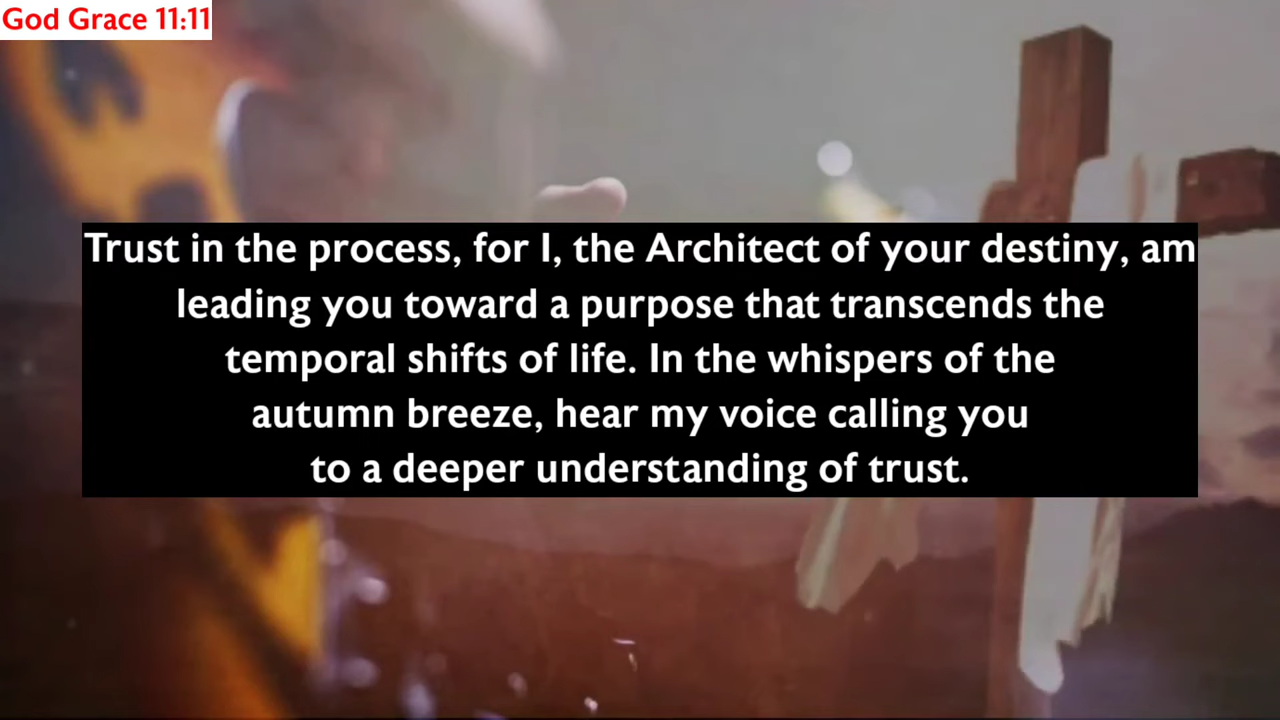 God Grace 11:11
Trust in the process, for I, the Architect of your destiny, am
leading you toward a purpose that transcends the
temporal shifts of life. In the whispers of the
autumn breeze, hear my voice calling you
to a deeper understanding of trust.